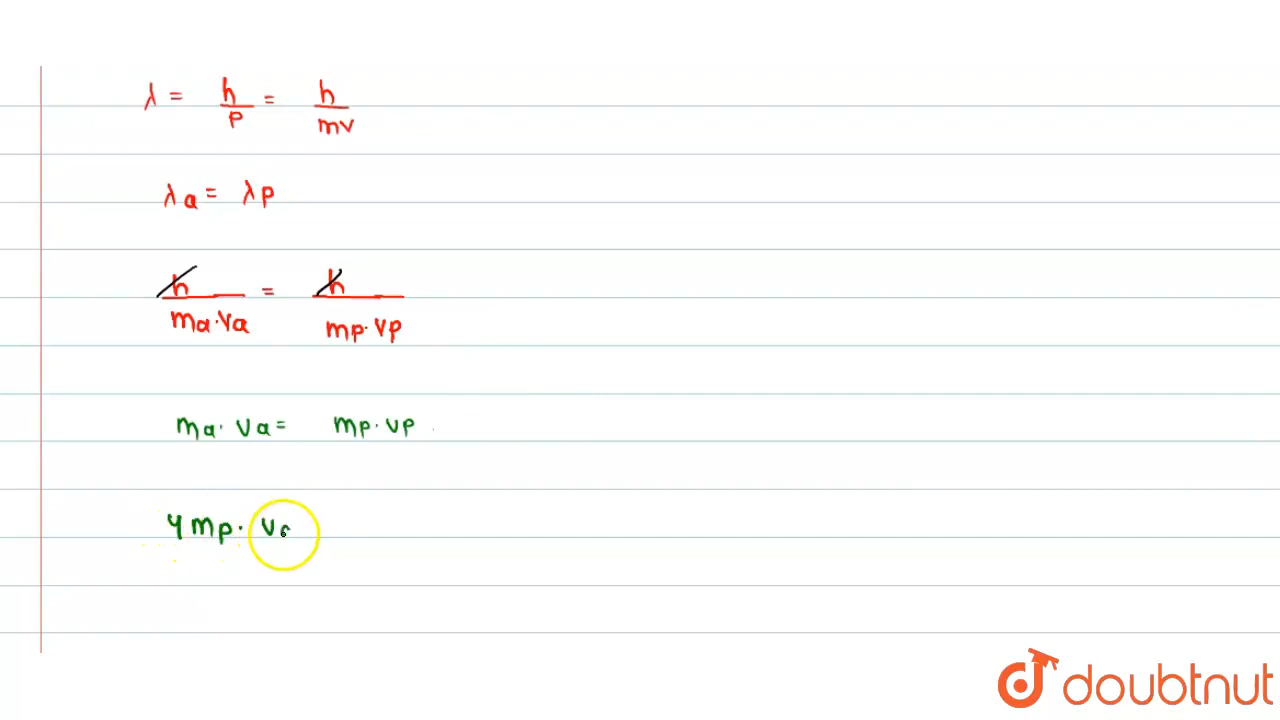 λ = h/p = h/mv
λa = λp
h/ma·va = h/mp·vp
ma·va = mp·vp
4mp·
doubtnut